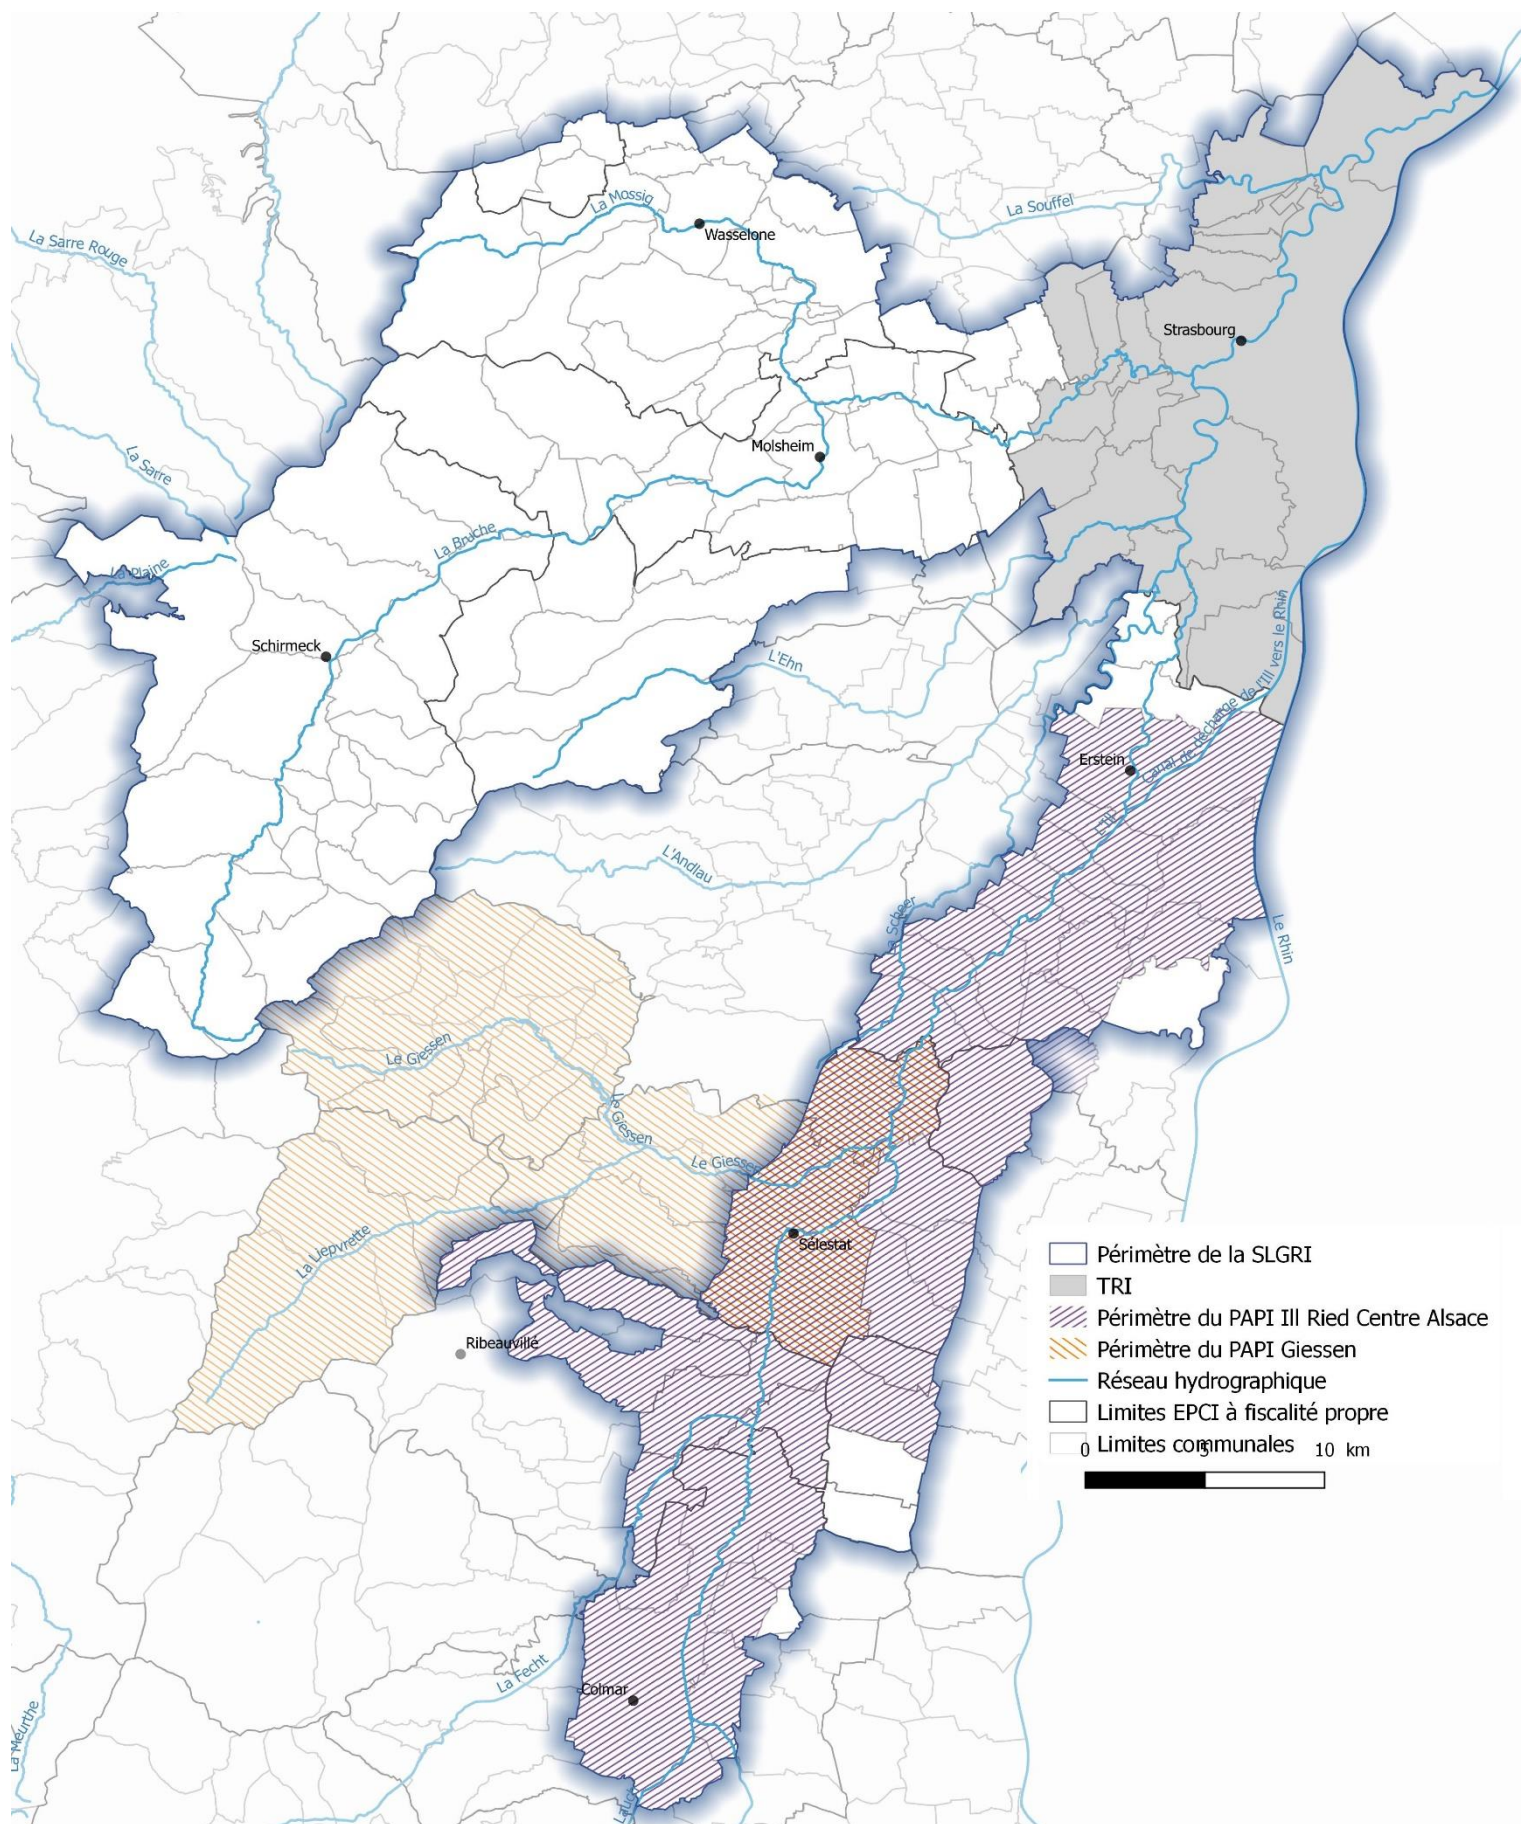 La Mossig
Wasselone
La Souffel
La Sarre Rouge
Strasbourg
La Sarre
Molsheim
La Bruche
La Plaine
Schirmeck
L'Ehn
Canal de décharge de l'Ill vers le Rhin
Erstein
L'Ill
L'Andlau
La Scheer
Le Rhin
Le Giessen
Le Giessen
Le Giessen
La Liepvrette
Sélestat
Ribeauvillé
Périmètre de la SLGRI
TRI
Périmètre du PAPI Ill Ried Centre Alsace
Périmètre du PAPI Giessen
Réseau hydrographique
Limites EPCI à fiscalité propre
Limites communales
0 5 10 km
La Fecht
Colmar
La Meurthe